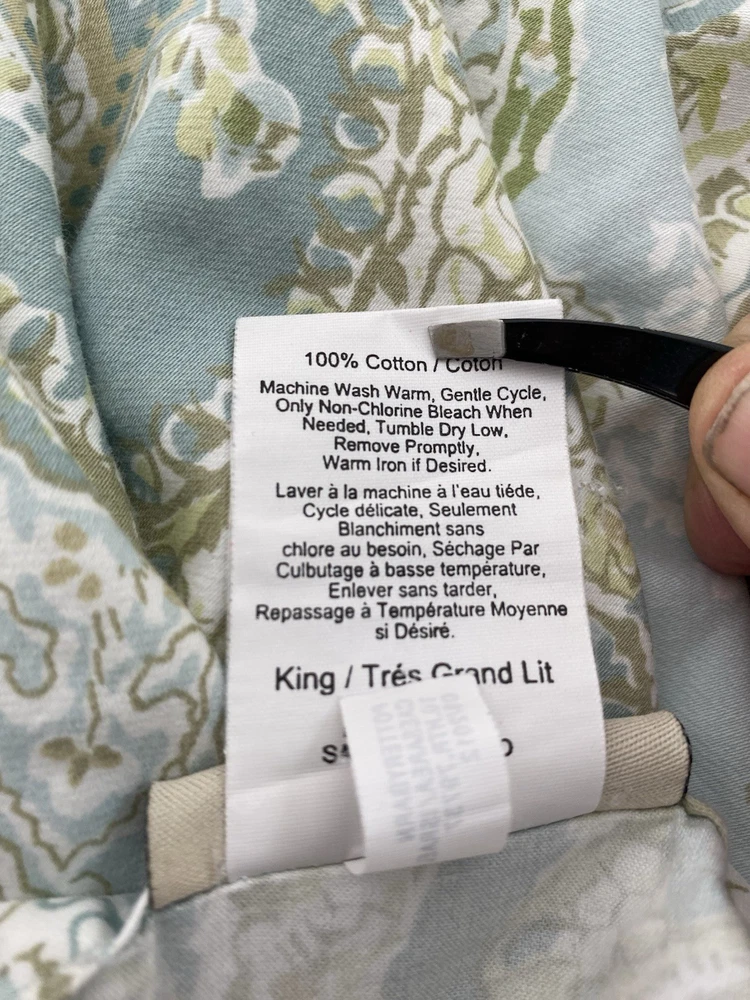 100% Cotton / Coton
Machine Wash Warm, Gentle Cycle,
Only Non-Chlorine Bleach When
Needed, Tumble Dry Low,
Remove Promptly,
Warm Iron if Desired.
Laver à la machine à l'eau tiéde,
Cycle délicate, Seulement
Blanchiment sans
chlore au besoin, Séchage Par
Culbutage à basse température,
Enlever sans tarder,
Repassage à Température Moyenne
si Désiré.
King / Trés Grand Lit